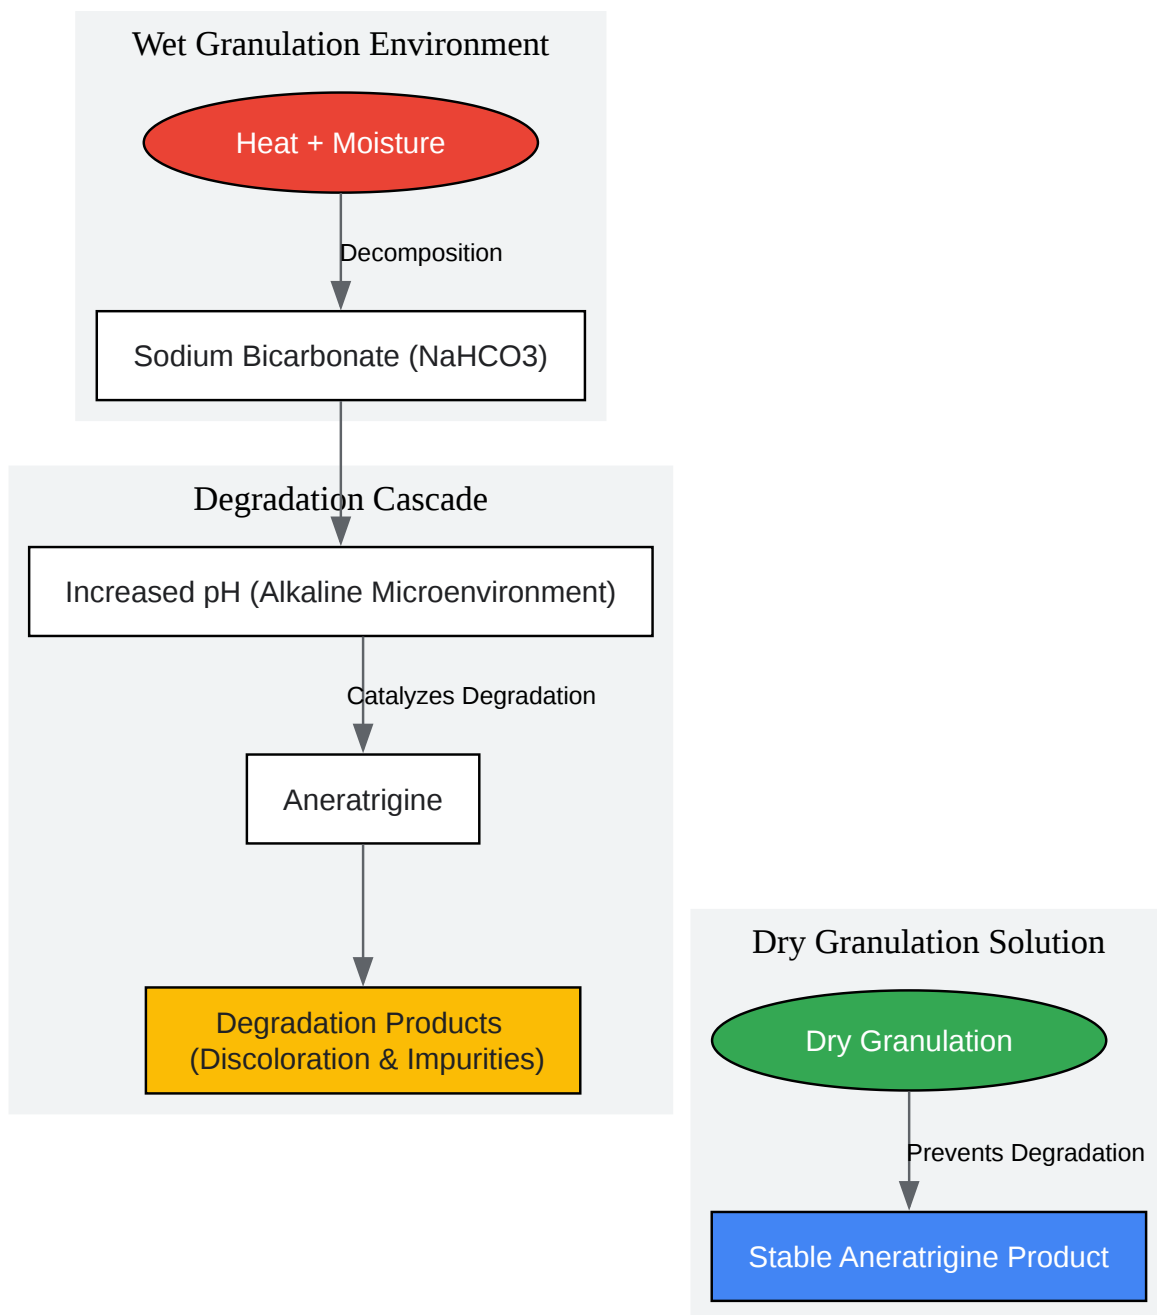 Wet Granulation Environment
Heat + Moisture
Decomposition
Sodium Bicarbonate (NaHCO3)
Degradation Cascade
Increased pH (Alkaline Microenvironment)
Catalyzes Degradation
Aneratrigine
Degradation Products
(Discoloration & Impurities)
Dry Granulation Solution
Dry Granulation
Prevents Degradation
Stable Aneratrigine Product